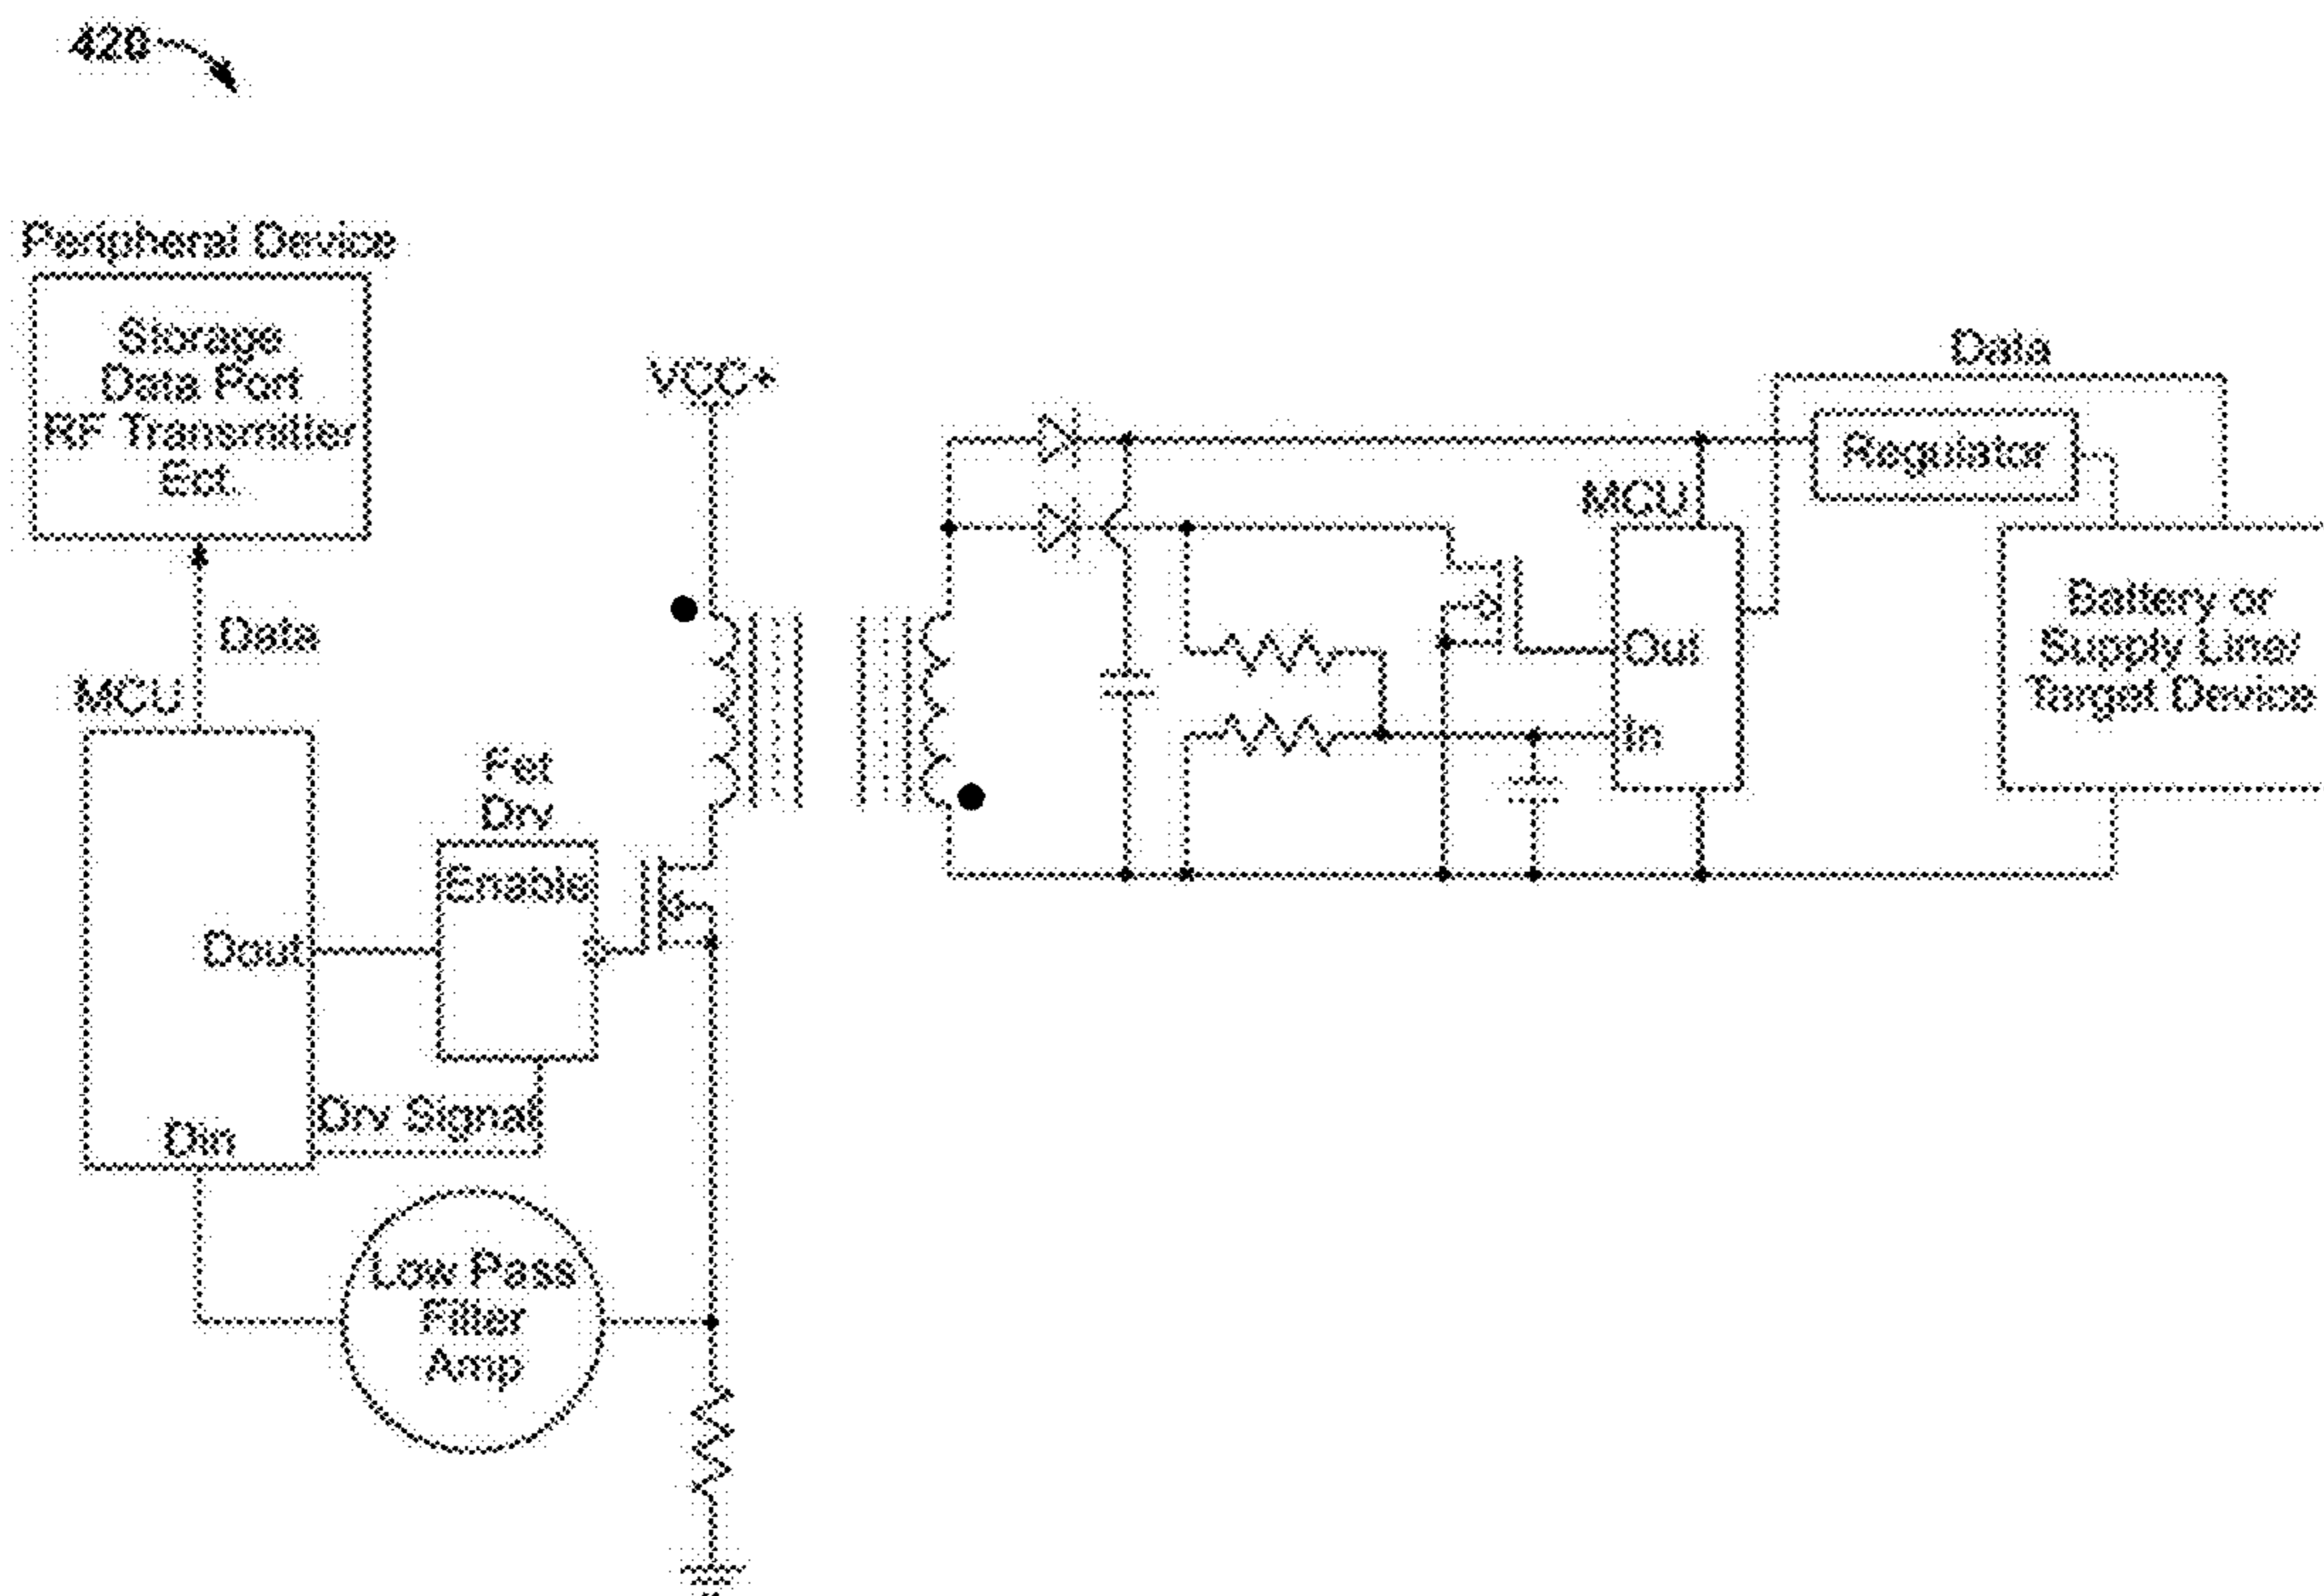 420
Peripheral Device
Storage
Data Port
RF Transmitter
Ect.
Data
MCU
Dout
Din
Fet
Drv
Enable
Drv Signal
Low Pass
Filter
Amp
VCC+
MCU
Out
In
Data
Regulator
Battery or
Supply Line/
Target Device